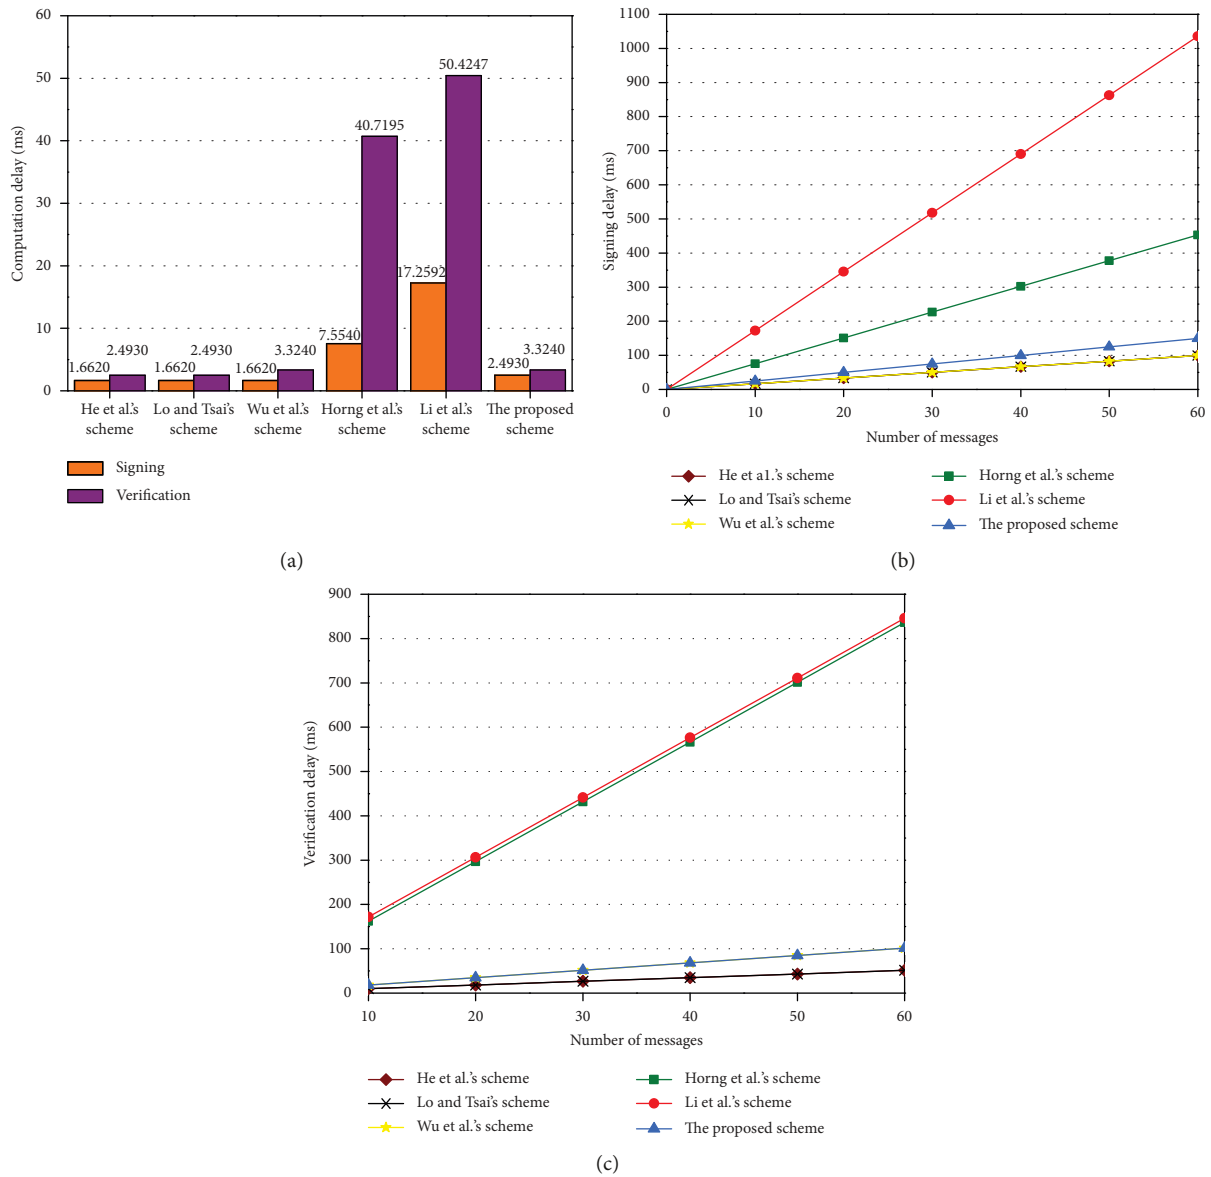 60
50
40
30
20
10
0
Computation delay (ms)
1.6620
2.4930
1.6620
2.4930
1.6620
3.3240
7.5540
40.7195
17.2592
50.4247
2.4930
3.3240
He et al.'s
scheme
Lo and Tsai's
scheme
Wu et al.'s
scheme
Horng et al.'s
scheme
Li et al.'s
scheme
The proposed
scheme
Signing
Verification
(a)
1100
1000
900
800
700
600
500
400
300
200
100
0
Signing delay (ms)
0 10 20 30 40 50 60
Number of messages
He et a1.'s scheme
Lo and Tsai's scheme
Wu et al.'s scheme
Horng et al.'s scheme
Li et al.'s scheme
The proposed scheme
(b)
900
800
700
600
500
400
300
200
100
0
Verification delay (ms)
10 20 30 40 50 60
Number of messages
He et al.'s scheme
Lo and Tsai's scheme
Wu et al.'s scheme
Horng et al.'s scheme
Li et al.'s scheme
The proposed scheme
(c)